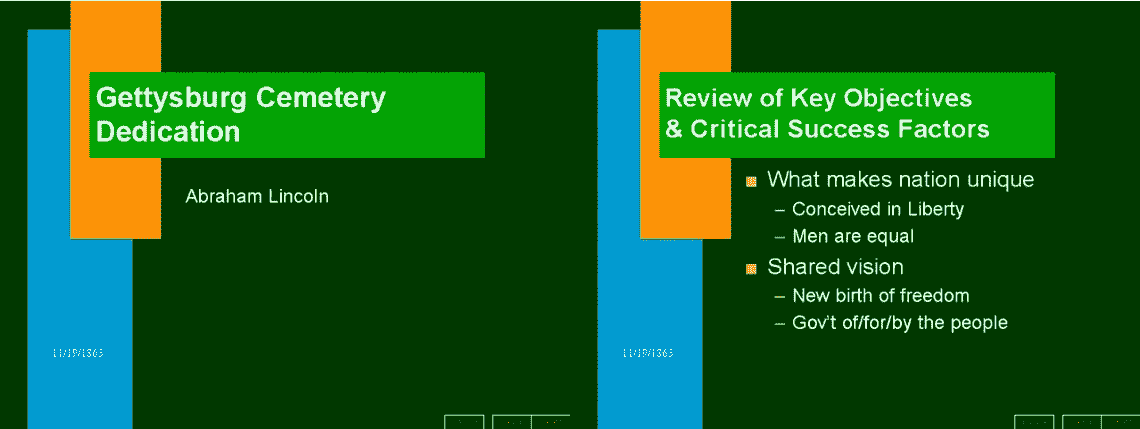 Gettysburg Cemetery
Dedication
Abraham Lincoln
11/19/1863
Review of Key Objectives
& Critical Success Factors
What makes nation unique
– Conceived in Liberty
– Men are equal
Shared vision
– New birth of freedom
– Gov't of/for/by the people
11/19/1863